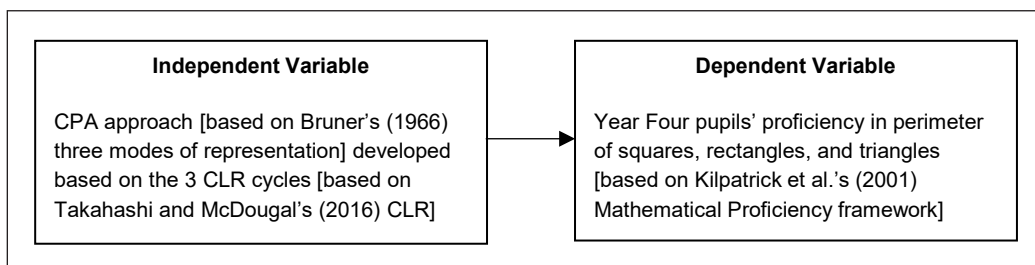 Independent Variable
CPA approach [based on Bruner's (1966)
three modes of representation] developed
based on the 3 CLR cycles [based on
Takahashi and McDougal's (2016) CLR]
Dependent Variable
Year Four pupils' proficiency in perimeter
of squares, rectangles, and triangles
[based on Kilpatrick et al.'s (2001)
Mathematical Proficiency framework]